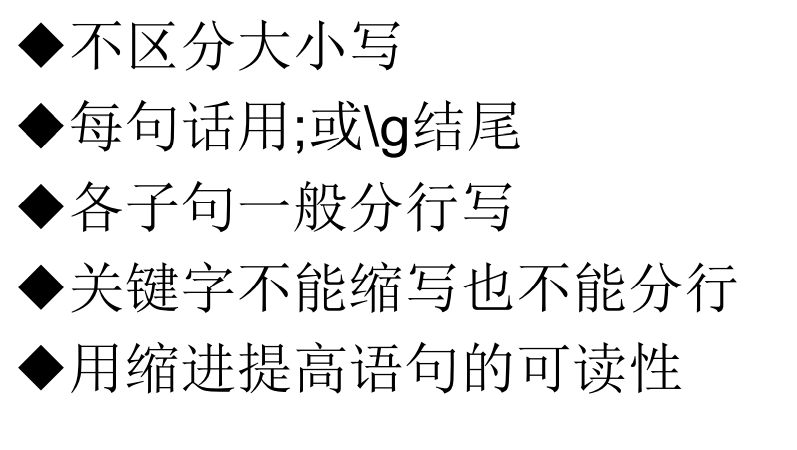 ◆不区分大小写
◆每句话用;或\g结尾
◆各子句一般分行写
◆关键字不能缩写也不能分行
◆用缩进提高语句的可读性